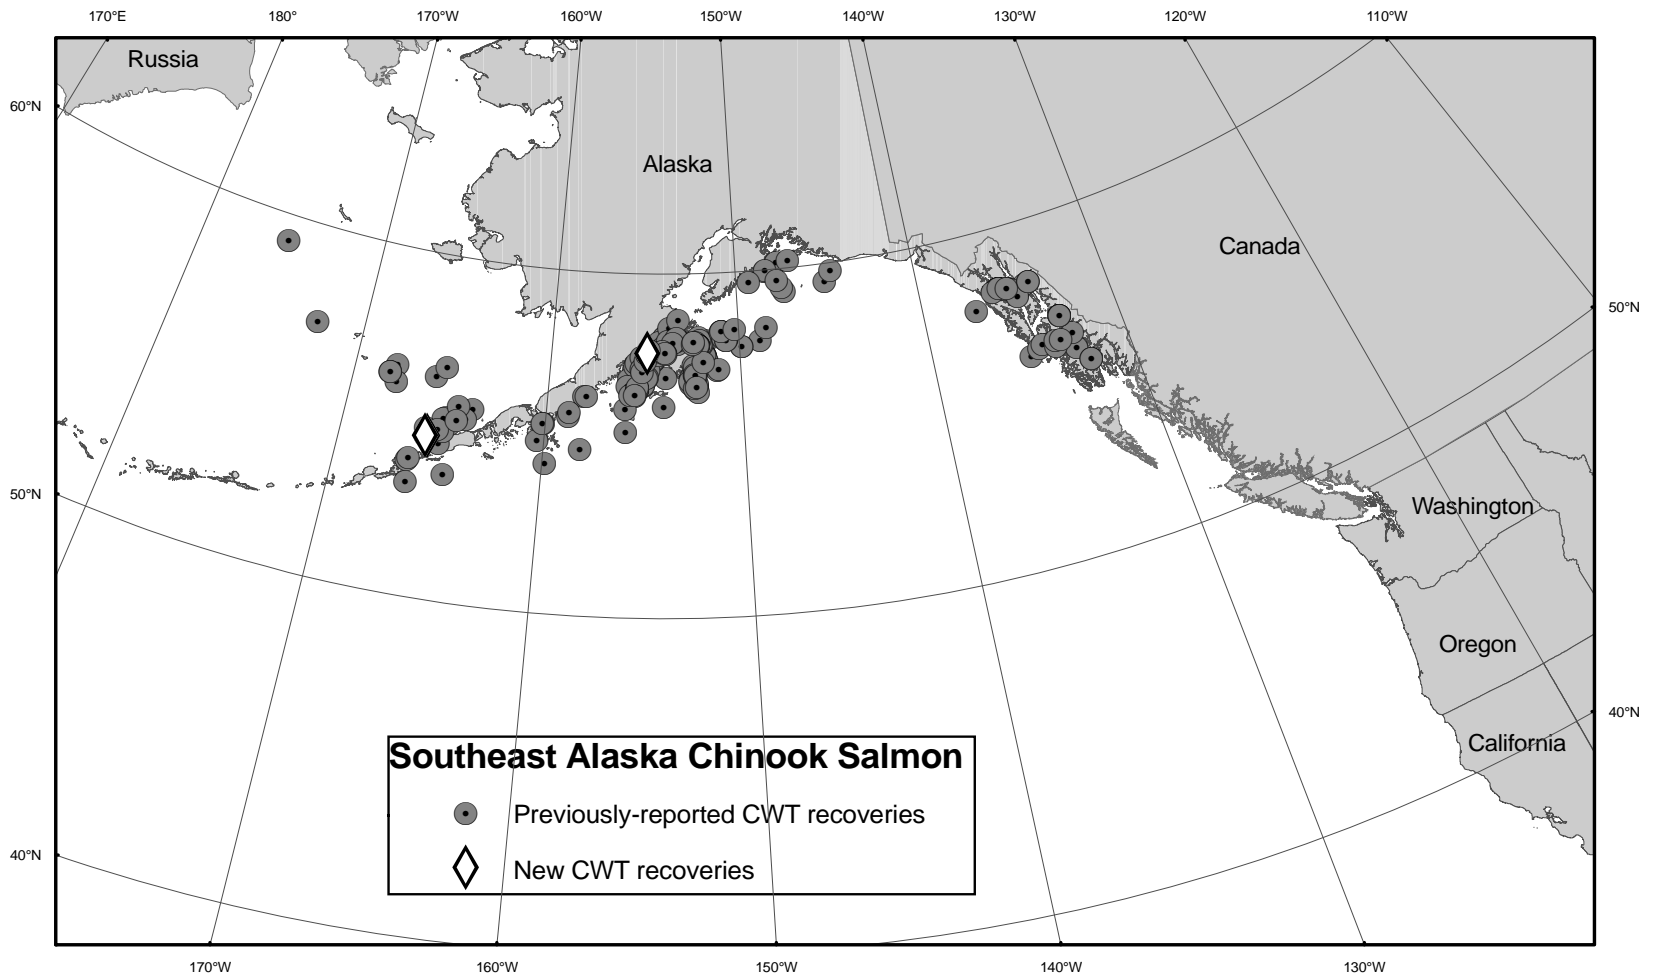 170°E 180° 170°W 160°W 150°W 140°W 130°W 120°W 110°W
Russia
60°N
Alaska
Canada
50°N
50°N
Washington
Oregon
40°N
California
Southeast Alaska Chinook Salmon
Previously-reported CWT recoveries
40°N
New CWT recoveries
170°W 160°W 150°W 140°W 130°W